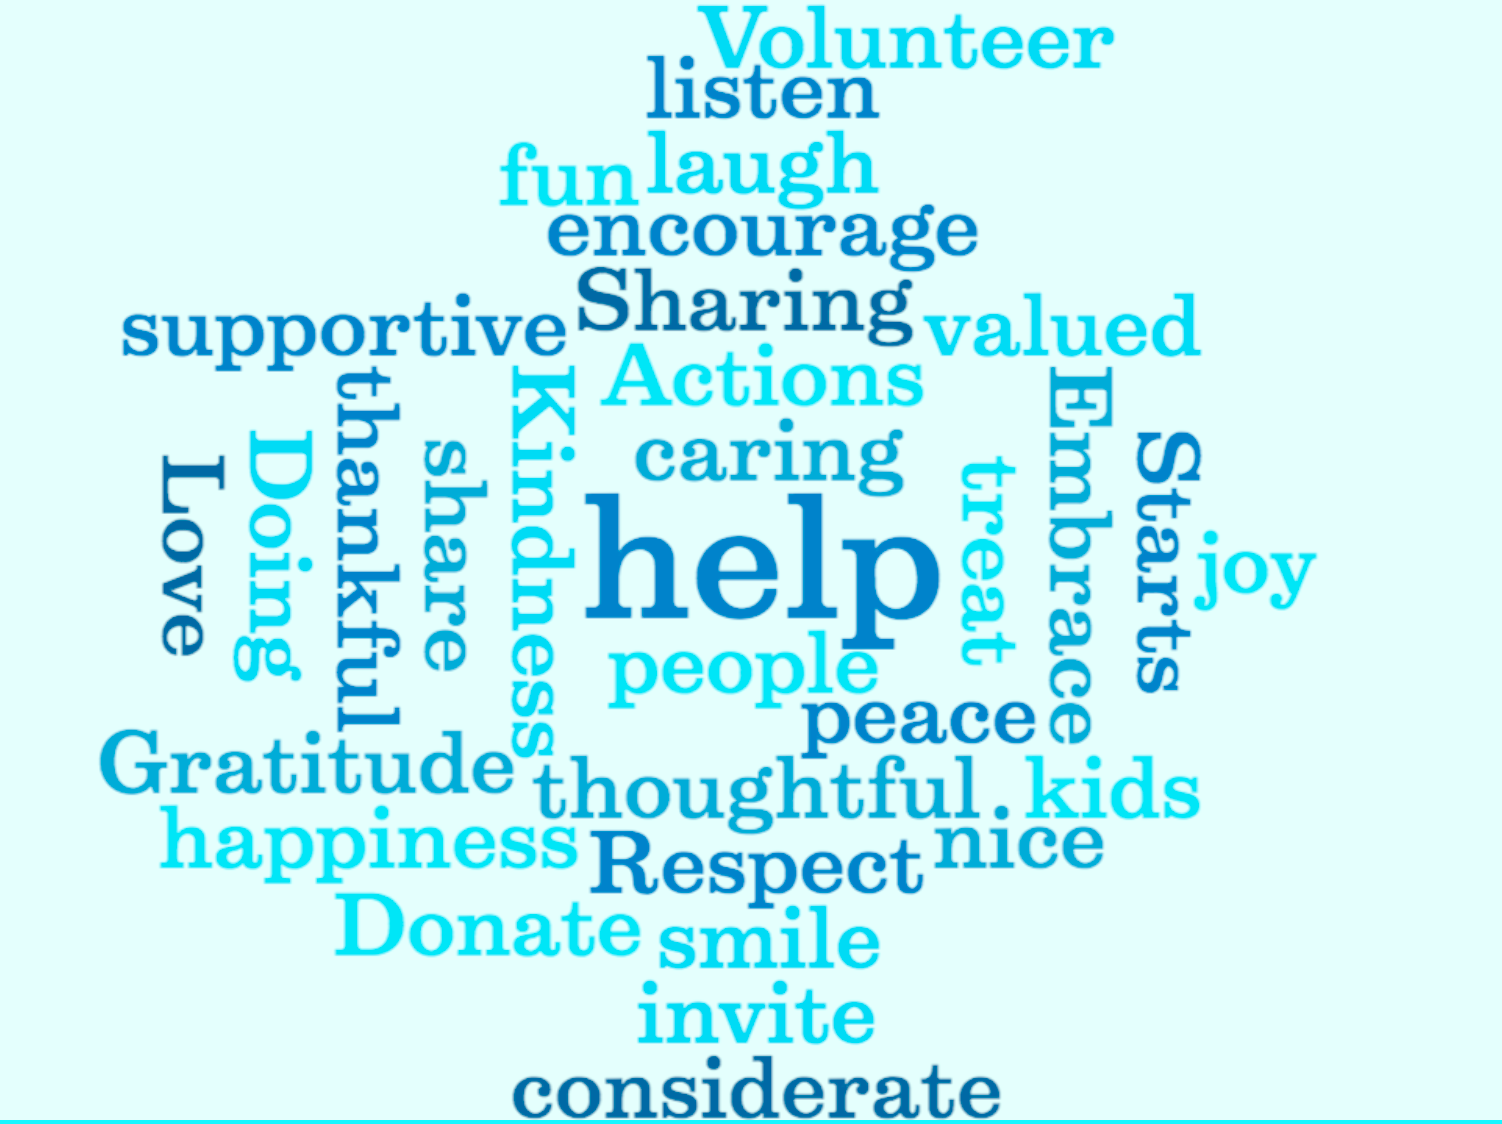 Volunteer
listen
fun laugh
encourage
supportive Sharing valued
Actions
caring
Love
Doing
thankful
share
Kindness
help
treat
Embrace
Starts
joy
people
peace
Gratitude thoughtful . kids
happiness Respect nice
Donate smile
invite
considerate